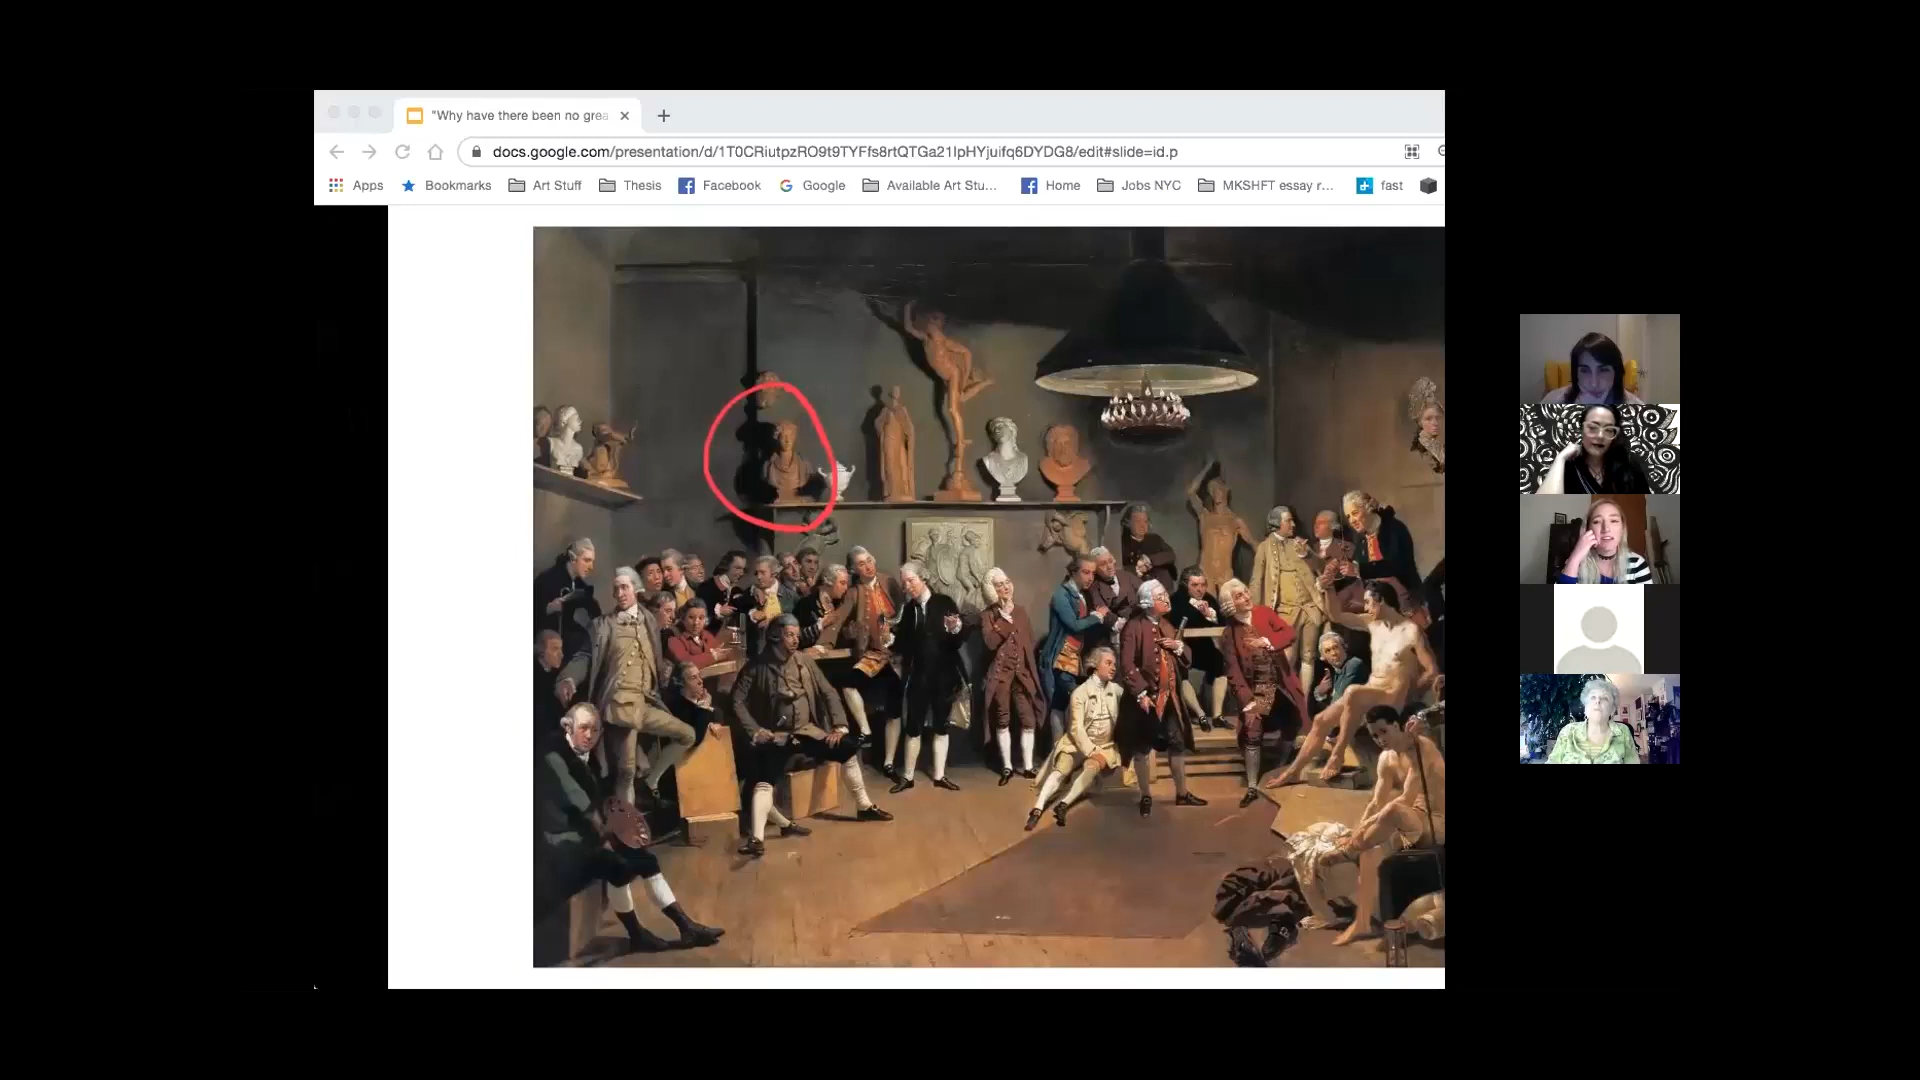 "Why have there been no grea
docs.google.com/presentation/d/1T0CRiutpzRO9t9TYFfs8rtQTGa21IpHYjuifq6DYDG8/edit#slide=id.p
Apps Bookmarks Art Stuff Thesis Facebook Google Available Art Stu... Home Jobs NYC MKSHFT essay r... fast